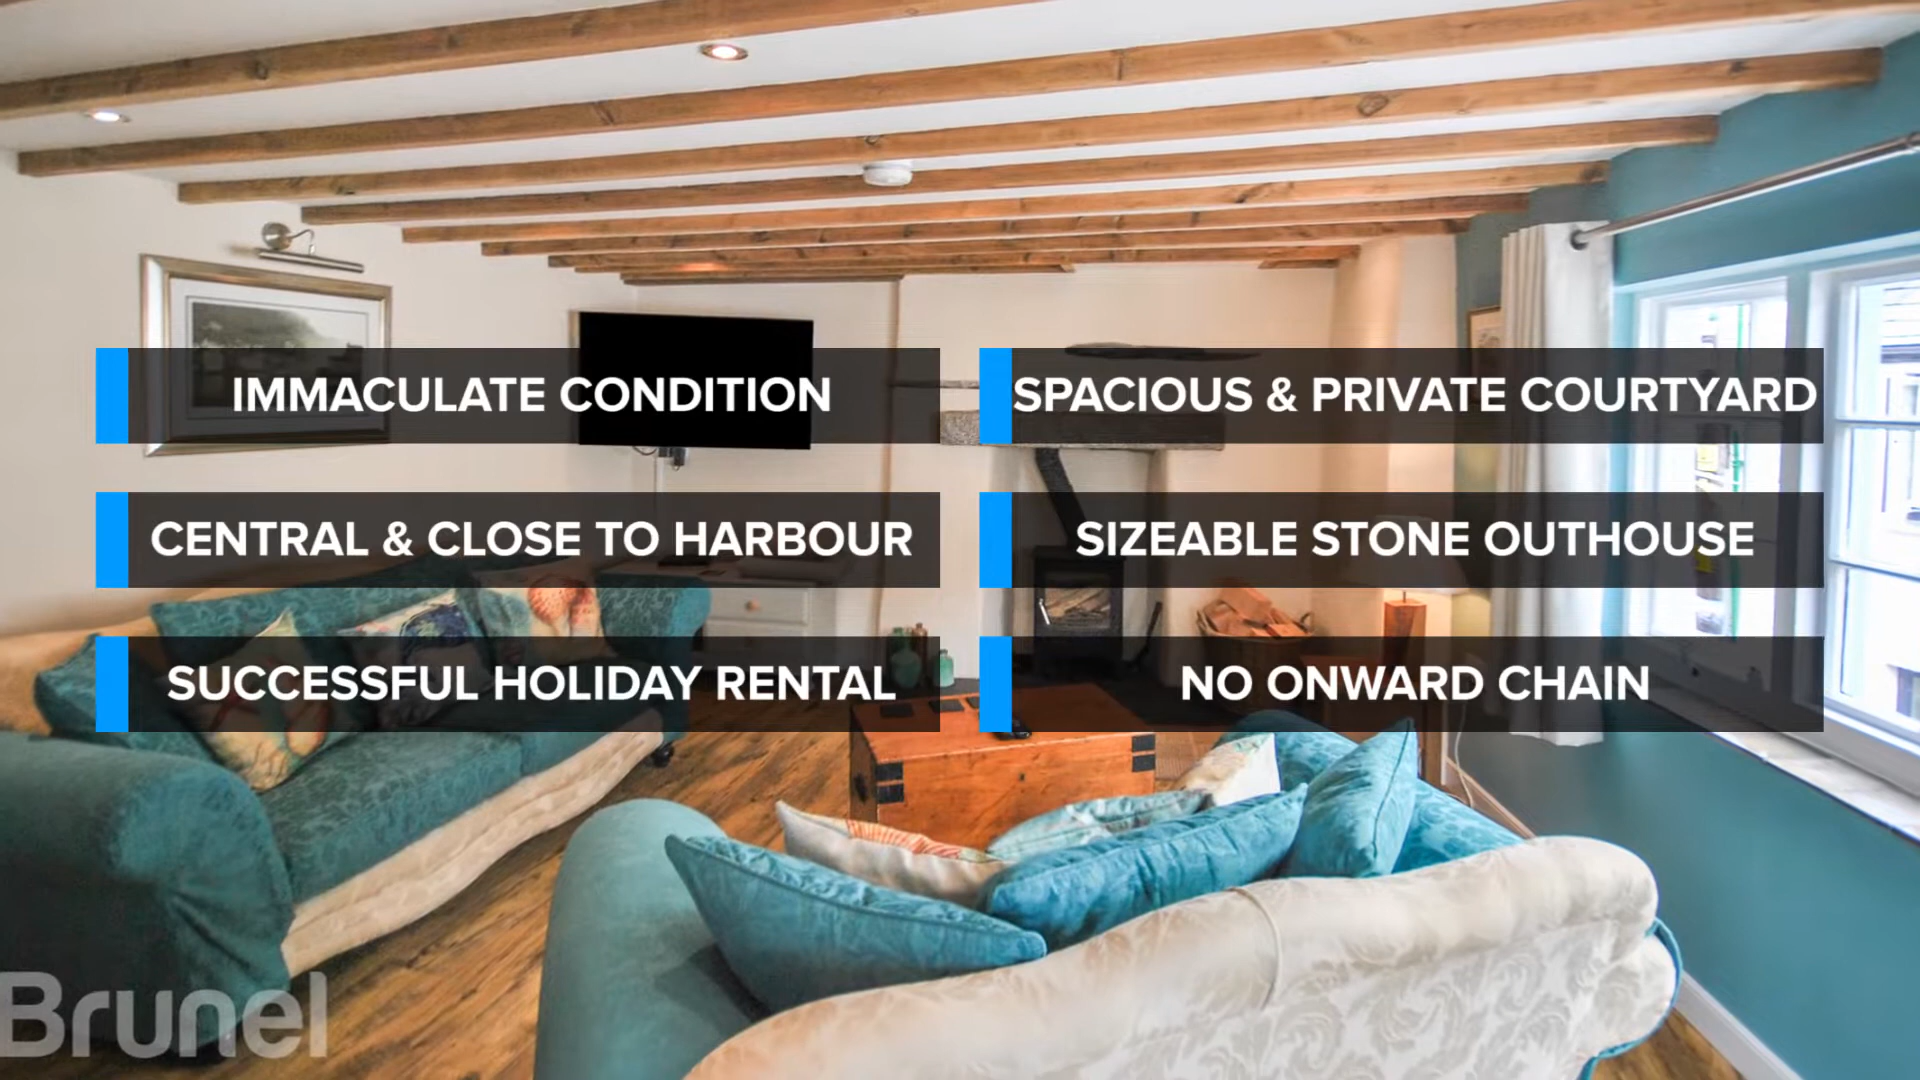 IMMACULATE CONDITION
SPACIOUS & PRIVATE COURTYARD
CENTRAL & CLOSE TO HARBOUR
SIZEABLE STONE OUTHOUSE
SUCCESSFUL HOLIDAY RENTAL
NO ONWARD CHAIN
Brunel